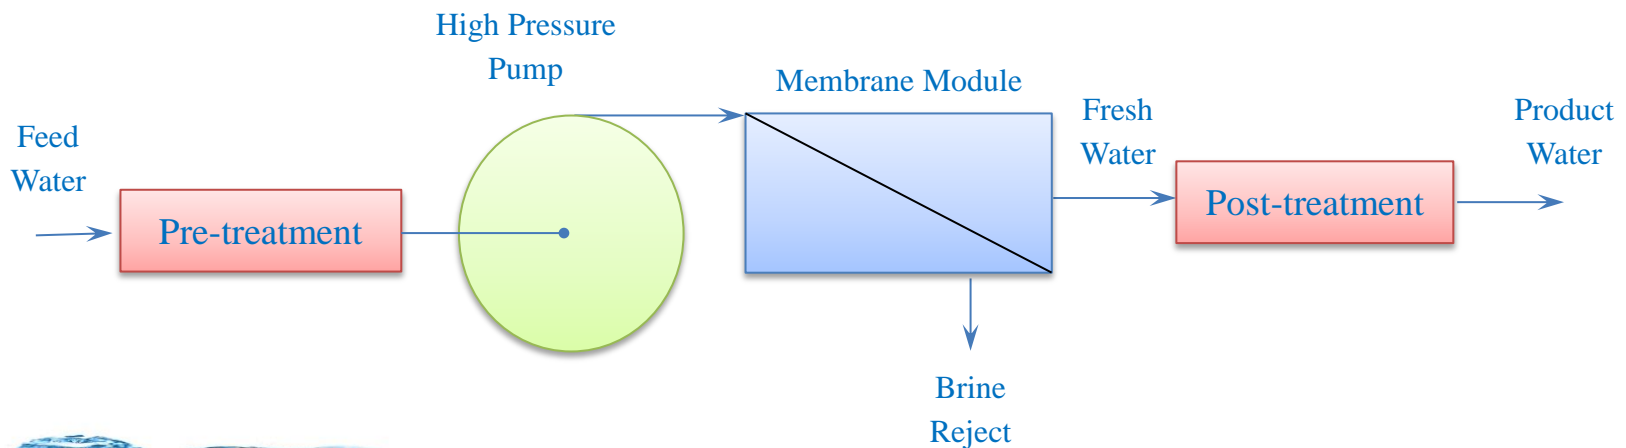 High Pressure
Pump
Membrane Module
Feed
Water
Pre-treatment
Fresh
Water
Post-treatment
Product
Water
Brine
Reject